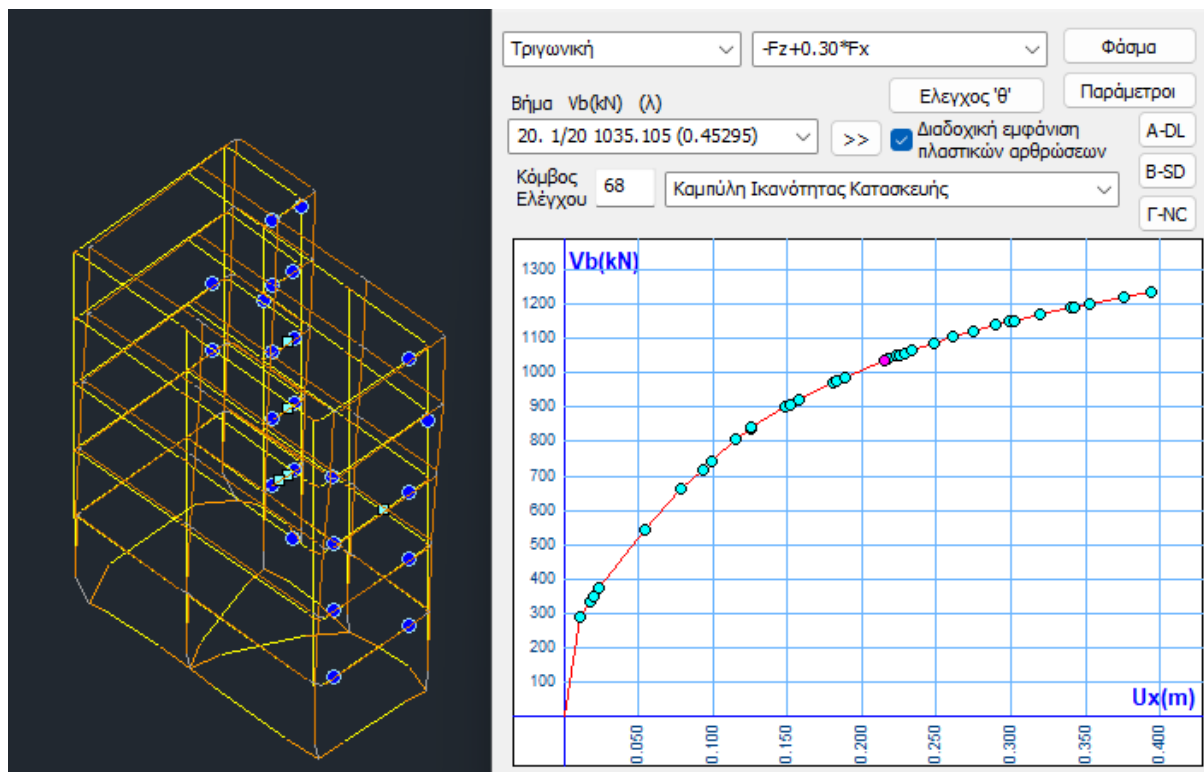 Τριγωνική
-Fz+0.30*Fx
Φάσμα
Βήμα Vb(kN) (λ)
Ελεγχος 'θ'
Παράμετροι
20. 1/20 1035.105 (0.45295)
>>
Διαδοχική εμφάνιση
πλαστικών αρθρώσεων
Α-DL
Β-SD
Γ-NC
Κόμβος
Ελέγχου
68
Καμπύλη Ικανότητας Κατασκευής
Vb(kN)
1300
1200
1100
1000
900
800
700
600
500
400
300
200
100
Ux(m)
0.050
0.100
0.150
0.200
0.250
0.300
0.350
0.400